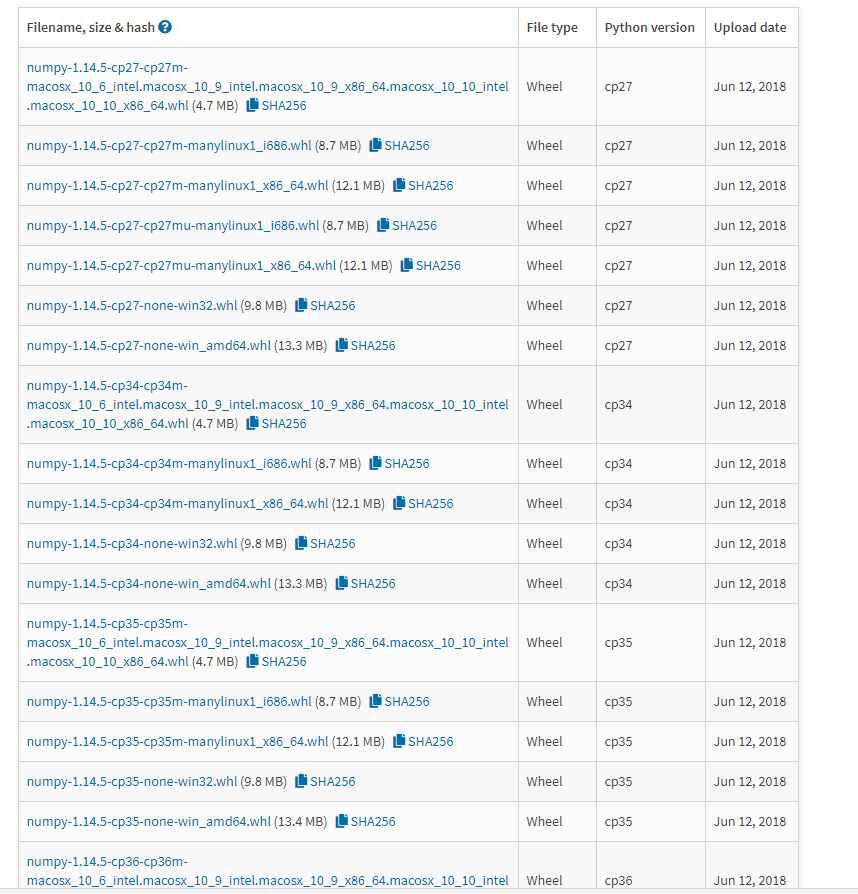 Filename, size & hash ? File type Python version Upload date
numpy-1.14.5-cp27-cp27m-
macosx_10_6_intel.macosx_10_9_intel.macosx_10_9_x86_64.macosx_10_10_intel Wheel cp27 Jun 12, 2018
.macosx_10_10_x86_64.whl (4.7 MB) SHA256
numpy-1.14.5-cp27-cp27m-manylinux1_i686.whl (8.7 MB) SHA256 Wheel cp27 Jun 12, 2018
numpy-1.14.5-cp27-cp27m-manylinux1_x86_64.whl (12.1 MB) SHA256 Wheel cp27 Jun 12, 2018
numpy-1.14.5-cp27-cp27mu-manylinux1_i686.whl (8.7 MB) SHA256 Wheel cp27 Jun 12, 2018
numpy-1.14.5-cp27-cp27mu-manylinux1_x86_64.whl (12.1 MB) SHA256 Wheel cp27 Jun 12, 2018
numpy-1.14.5-cp27-none-win32.whl (9.8 MB) SHA256 Wheel cp27 Jun 12, 2018
numpy-1.14.5-cp27-none-win_amd64.whl (13.3 MB) SHA256 Wheel cp27 Jun 12, 2018
numpy-1.14.5-cp34-cp34m-
macosx_10_6_intel.macosx_10_9_intel.macosx_10_9_x86_64.macosx_10_10_intel Wheel cp34 Jun 12, 2018
.macosx_10_10_x86_64.whl (4.7 MB) SHA256
numpy-1.14.5-cp34-cp34m-manylinux1_i686.whl (8.7 MB) SHA256 Wheel cp34 Jun 12, 2018
numpy-1.14.5-cp34-cp34m-manylinux1_x86_64.whl (12.1 MB) SHA256 Wheel cp34 Jun 12, 2018
numpy-1.14.5-cp34-none-win32.whl (9.8 MB) SHA256 Wheel cp34 Jun 12, 2018
numpy-1.14.5-cp34-none-win_amd64.whl (13.3 MB) SHA256 Wheel cp34 Jun 12, 2018
numpy-1.14.5-cp35-cp35m-
macosx_10_6_intel.macosx_10_9_intel.macosx_10_9_x86_64.macosx_10_10_intel Wheel cp35 Jun 12, 2018
.macosx_10_10_x86_64.whl (4.7 MB) SHA256
numpy-1.14.5-cp35-cp35m-manylinux1_i686.whl (8.7 MB) SHA256 Wheel cp35 Jun 12, 2018
numpy-1.14.5-cp35-cp35m-manylinux1_x86_64.whl (12.1 MB) SHA256 Wheel cp35 Jun 12, 2018
numpy-1.14.5-cp35-none-win32.whl (9.8 MB) SHA256 Wheel cp35 Jun 12, 2018
numpy-1.14.5-cp35-none-win_amd64.whl (13.4 MB) SHA256 Wheel cp35 Jun 12, 2018
numpy-1.14.5-cp36-cp36m-
macosx_10_6_intel.macosx_10_9_intel.macosx_10_9_x86_64.macosx_10_10_intel Wheel cp36 Jun 12, 2018